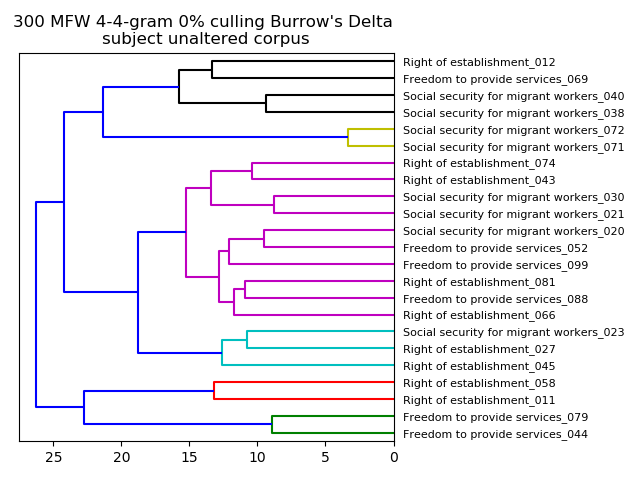 300 MFW 4-4-gram 0% culling Burrow's Delta
subject unaltered corpus
Right of establishment_012
Freedom to provide services_069
Social security for migrant workers_040
Social security for migrant workers_038
Social security for migrant workers_072
Social security for migrant workers_071
Right of establishment_074
Right of establishment_043
Social security for migrant workers_030
Social security for migrant workers_021
Social security for migrant workers_020
Freedom to provide services_052
Freedom to provide services_099
Right of establishment_081
Freedom to provide services_088
Right of establishment_066
Social security for migrant workers_023
Right of establishment_027
Right of establishment_045
Right of establishment_058
Right of establishment_011
Freedom to provide services_079
Freedom to provide services_044
25 20 15 10 5 0